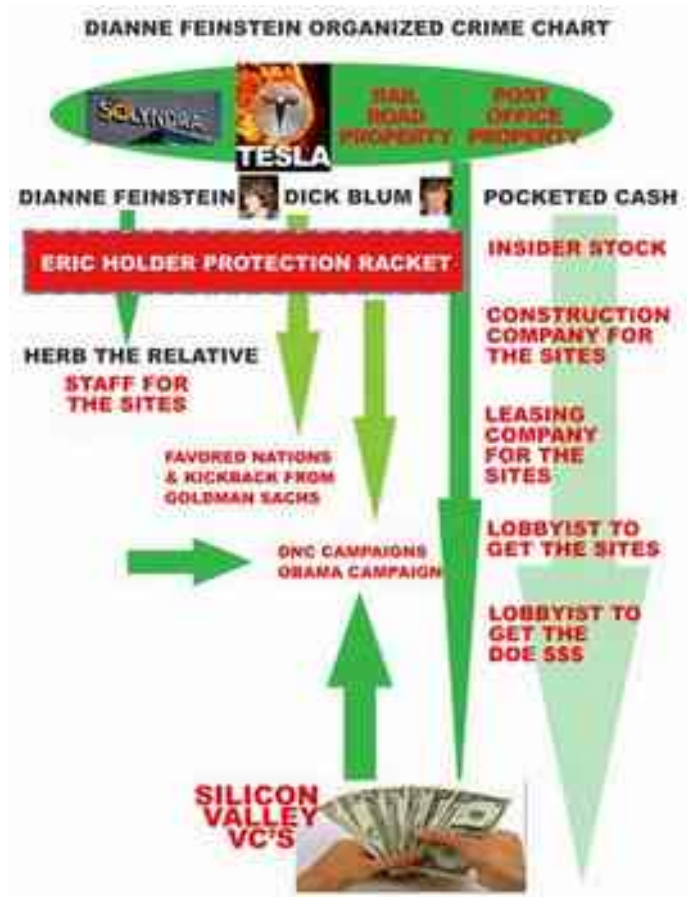 DIANNE FEINSTEIN ORGANIZED CRIME CHART
SOLYNDRA
TESLA
RAIL
ROAD
PROPERTY
POST
OFFICE
PROPERTY
DIANNE FEINSTEIN
DICK BLUM
POCKETED CASH
ERIC HOLDER PROTECTION RACKET
HERB THE RELATIVE
STAFF FOR
THE SITES
FAVORED NATIONS
& KICKBACK FROM
GOLDMAN SACHS
DNC CAMPAIGNS
OBAMA CAMPAIGN
INSIDER STOCK
CONSTRUCTION
COMPANY FOR
THE SITES
LEASING
COMPANY
FOR THE
SITES
LOBBYIST TO
GET THE SITES
LOBBYIST TO
GET THE
DOE $$$
SILICON
VALLEY
VC'S